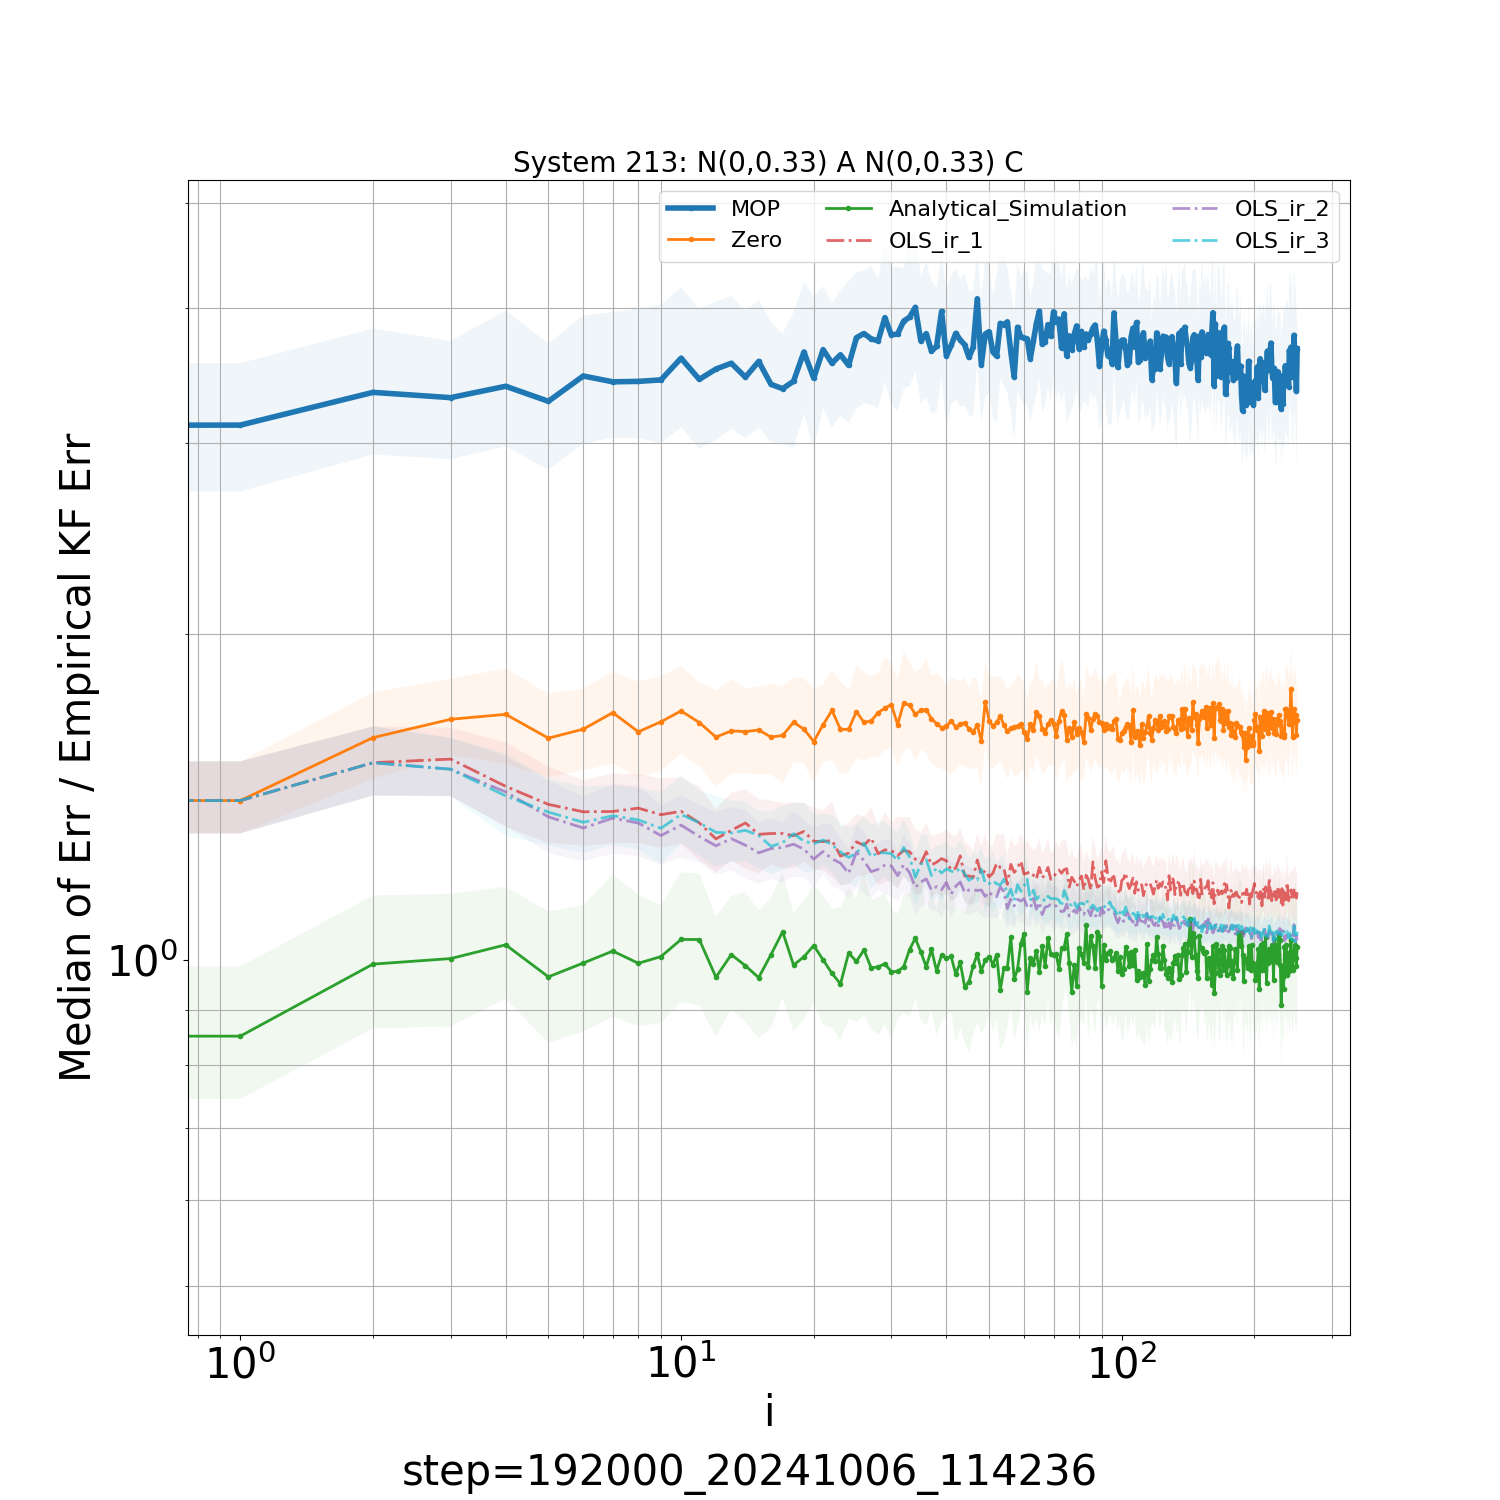 System 213: N(0,0.33) A N(0,0.33) C
MOP
Zero
Analytical_Simulation
OLS_ir_1
OLS_ir_2
OLS_ir_3
Median of Err / Empirical KF Err
10⁰
10⁰ 10¹ 10²
i
step=192000_20241006_114236